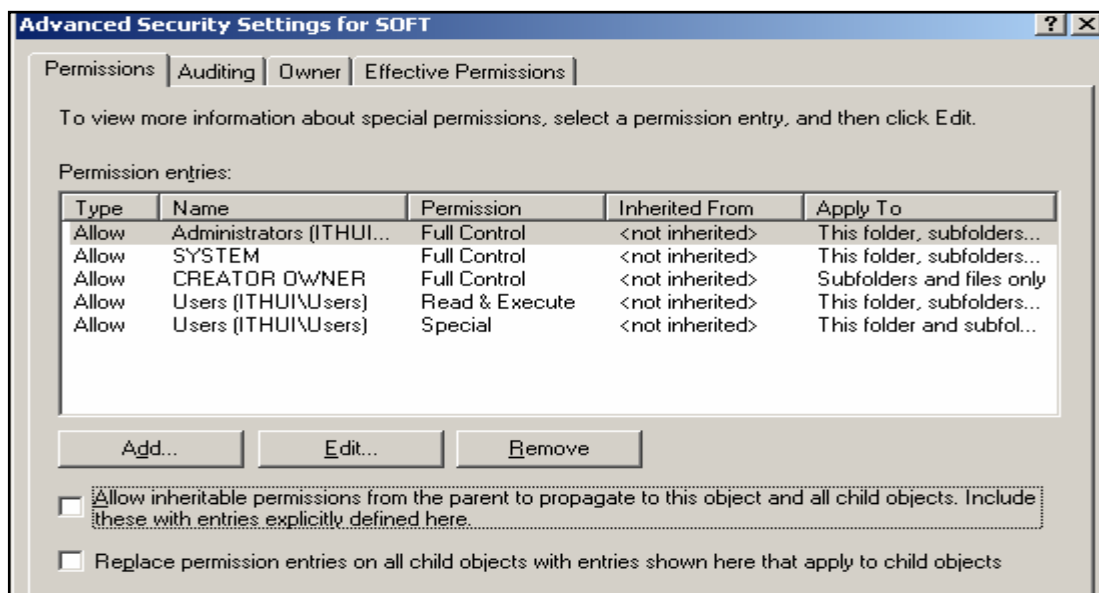 Advanced Security Settings for SOFT
Permissions Auditing Owner Effective Permissions
To view more information about special permissions, select a permission entry, and then click Edit.
Permission entries:
Type Name Permission Inherited From Apply To
Allow Administrators (ITHUI... Full Control <not inherited> This folder, subfolders...
Allow SYSTEM Full Control <not inherited> This folder, subfolders...
Allow CREATOR OWNER Full Control <not inherited> Subfolders and files only
Allow Users (ITHUI\Users) Read & Execute <not inherited> This folder, subfolders...
Allow Users (ITHUI\Users) Special <not inherited> This folder and subfol...
Add... Edit... Remove
Allow inheritable permissions from the parent to propagate to this object and all child objects. Include
these with entries explicitly defined here.
Replace permission entries on all child objects with entries shown here that apply to child objects